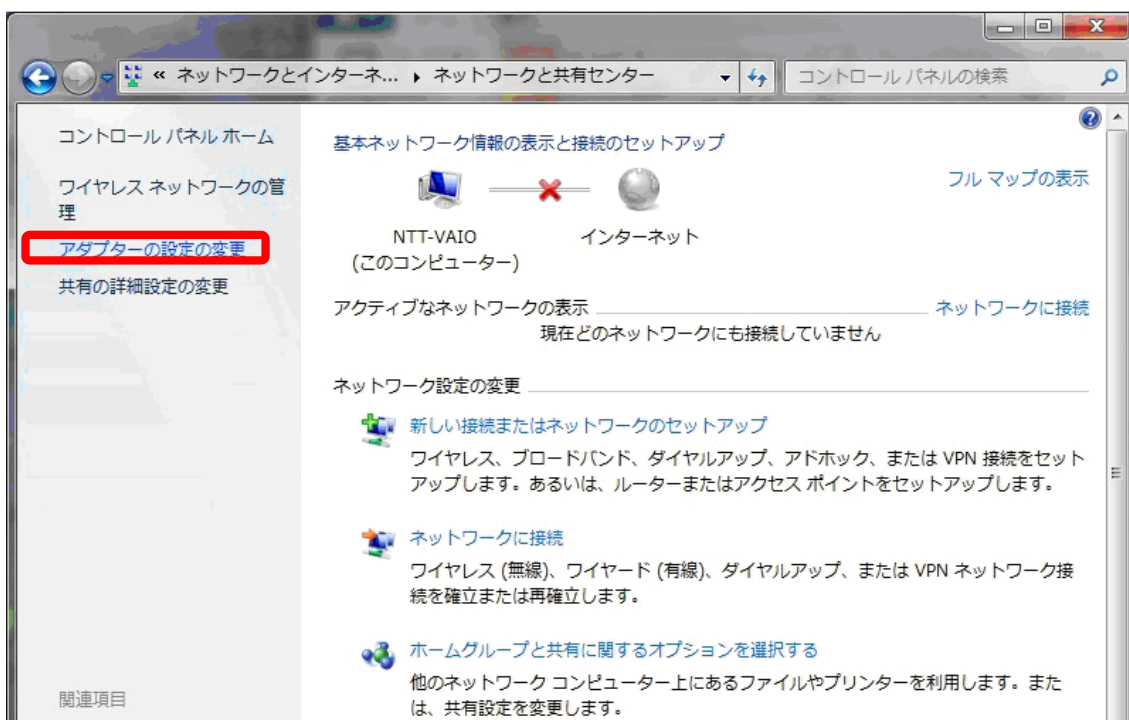 « ネットワークとインターネ... ▸ ネットワークと共有センター
コントロール パネルの検索
コントロール パネル ホーム
ワイヤレス ネットワークの管
理
アダプターの設定の変更
共有の詳細設定の変更
関連項目
基本ネットワーク情報の表示と接続のセットアップ
フル マップの表示
NTT-VAIO
(このコンピューター)
インターネット
アクティブなネットワークの表示
ネットワークに接続
現在どのネットワークにも接続していません
ネットワーク設定の変更
新しい接続またはネットワークのセットアップ
ワイヤレス、ブロードバンド、ダイヤルアップ、アドホック、または VPN 接続をセット
アップします。あるいは、ルーターまたはアクセス ポイントをセットアップします。
ネットワークに接続
ワイヤレス (無線)、ワイヤード (有線)、ダイヤルアップ、または VPN ネットワーク接
続を確立または再確立します。
ホームグループと共有に関するオプションを選択する
他のネットワーク コンピューター上にあるファイルやプリンターを利用します。また
は、共有設定を変更します。